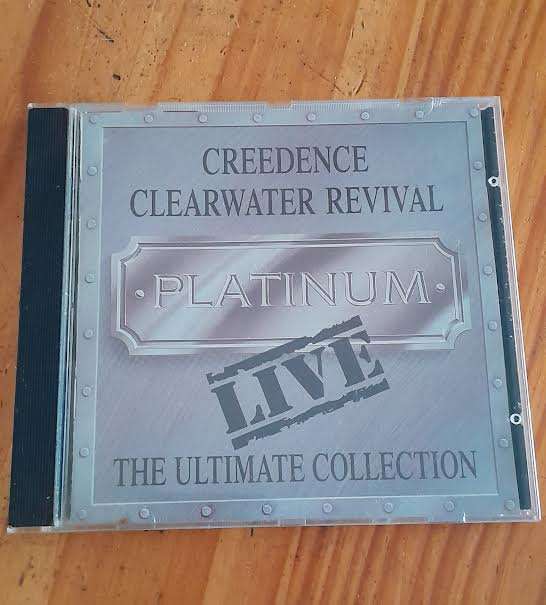 CREEDENCE
CLEARWATER REVIVAL
PLATINUM
LIVE
THE ULTIMATE COLLECTION